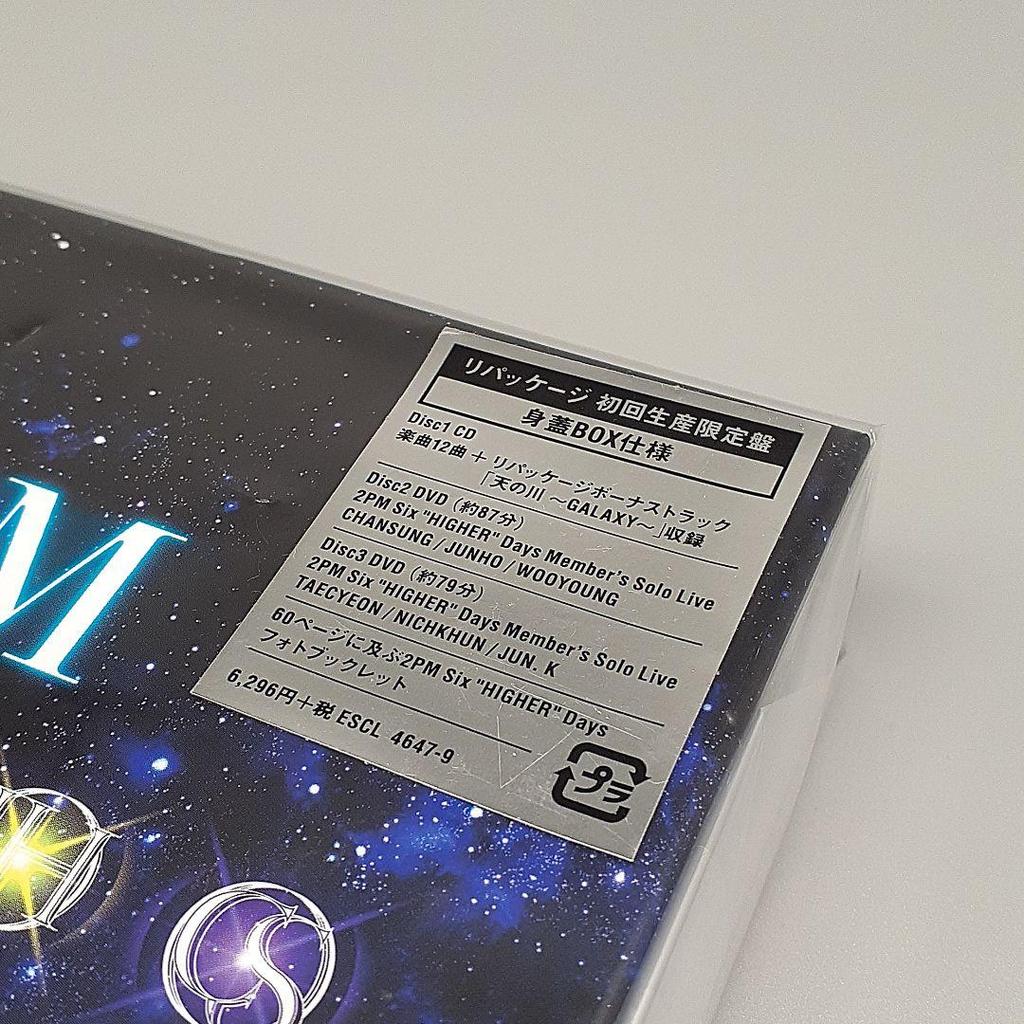 リパッケージ 初回生産限定盤
身蓋BOX仕様
Disc1 CD
楽曲12曲 + リパッケージボーナストラック
「天の川 ～GALAXY～」収録
Disc2 DVD (約87分)
2PM Six "HIGHER" Days Member's Solo Live
CHANSUNG / JUNHO / WOOYOUNG
Disc3 DVD (約79分)
2PM Six "HIGHER" Days Member's Solo Live
TAECYEON / NICHKHUN / JUN. K
60ページに及ぶ2PM Six "HIGHER" Days
フォトブックレット
6,296円+税 ESCL 4647-9
プラ
M
CS